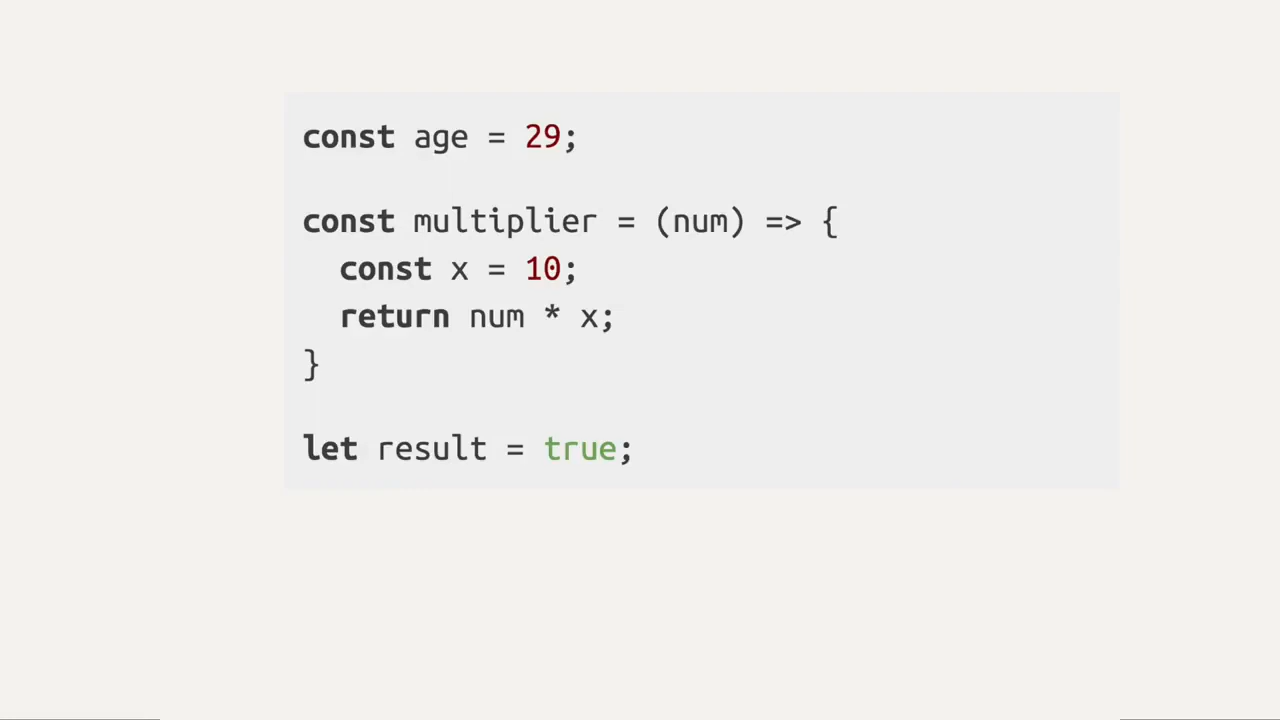 const age = 29;
const multiplier = (num) => {
const x = 10;
return num * x;
}
let result = true;